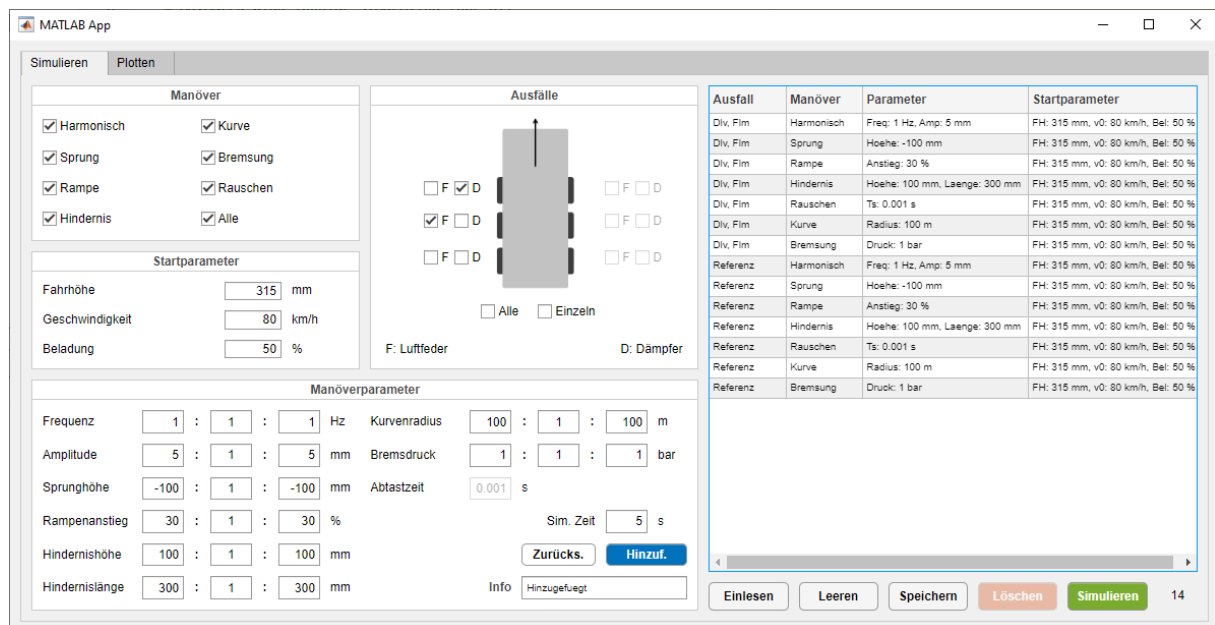 MATLAB App
Simulieren Plotten
Manöver
Harmonisch Kurve
Sprung Bremsung
Rampe Rauschen
Hindernis Alle
Startparameter
Fahrhöhe 315 mm
Geschwindigkeit 80 km/h
Beladung 50 %
Ausfälle
F D F D
F D F D
F D F D
Alle Einzeln
F: Luftfeder D: Dämpfer
Manöverparameter
Frequenz 1 : 1 : 1 Hz Kurvenradius 100 : 1 : 100 m
Amplitude 5 : 1 : 5 mm Bremsdruck 1 : 1 : 1 bar
Sprunghöhe -100 : 1 : -100 mm Abtastzeit 0.001 s
Rampenanstieg 30 : 1 : 30 % Sim. Zeit 5 s
Hindernishöhe 100 : 1 : 100 mm Zurücks. Hinzuf.
Hindernislänge 300 : 1 : 300 mm Info Hinzugefuegt
Ausfall Manöver Parameter Startparameter
Dlv, Flm Harmonisch Freq: 1 Hz, Amp: 5 mm FH: 315 mm, v0: 80 km/h, Bel: 50 %
Dlv, Flm Sprung Hoehe: -100 mm FH: 315 mm, v0: 80 km/h, Bel: 50 %
Dlv, Flm Rampe Anstieg: 30 % FH: 315 mm, v0: 80 km/h, Bel: 50 %
Dlv, Flm Hindernis Hoehe: 100 mm, Laenge: 300 mm FH: 315 mm, v0: 80 km/h, Bel: 50 %
Dlv, Flm Rauschen Ts: 0.001 s FH: 315 mm, v0: 80 km/h, Bel: 50 %
Dlv, Flm Kurve Radius: 100 m FH: 315 mm, v0: 80 km/h, Bel: 50 %
Dlv, Flm Bremsung Druck: 1 bar FH: 315 mm, v0: 80 km/h, Bel: 50 %
Referenz Harmonisch Freq: 1 Hz, Amp: 5 mm FH: 315 mm, v0: 80 km/h, Bel: 50 %
Referenz Sprung Hoehe: -100 mm FH: 315 mm, v0: 80 km/h, Bel: 50 %
Referenz Rampe Anstieg: 30 % FH: 315 mm, v0: 80 km/h, Bel: 50 %
Referenz Hindernis Hoehe: 100 mm, Laenge: 300 mm FH: 315 mm, v0: 80 km/h, Bel: 50 %
Referenz Rauschen Ts: 0.001 s FH: 315 mm, v0: 80 km/h, Bel: 50 %
Referenz Kurve Radius: 100 m FH: 315 mm, v0: 80 km/h, Bel: 50 %
Referenz Bremsung Druck: 1 bar FH: 315 mm, v0: 80 km/h, Bel: 50 %
Einlesen Leeren Speichern Löschen Simulieren 14